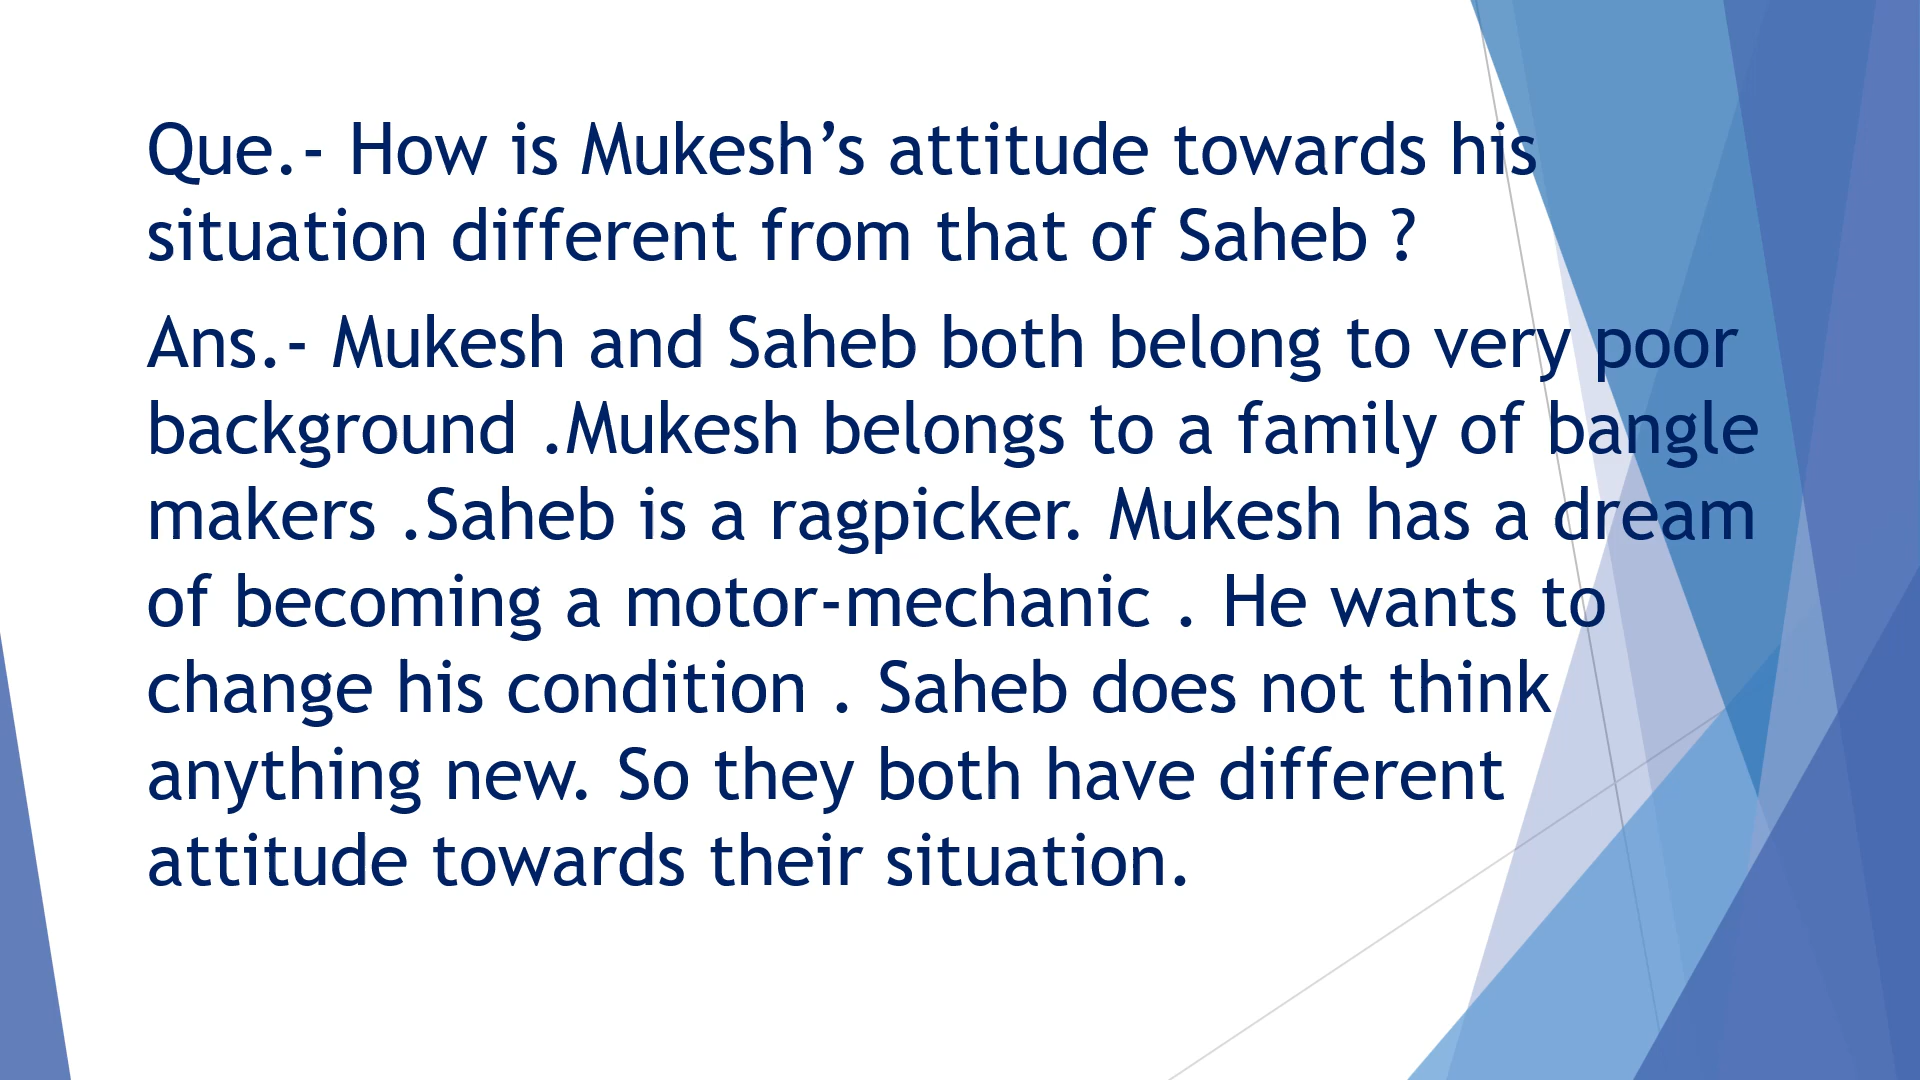 Que.- How is Mukesh’s attitude towards his
situation different from that of Saheb ?
Ans.- Mukesh and Saheb both belong to very poor
background .Mukesh belongs to a family of bangle
makers .Saheb is a ragpicker. Mukesh has a dream
of becoming a motor-mechanic . He wants to
change his condition . Saheb does not think
anything new. So they both have different
attitude towards their situation.